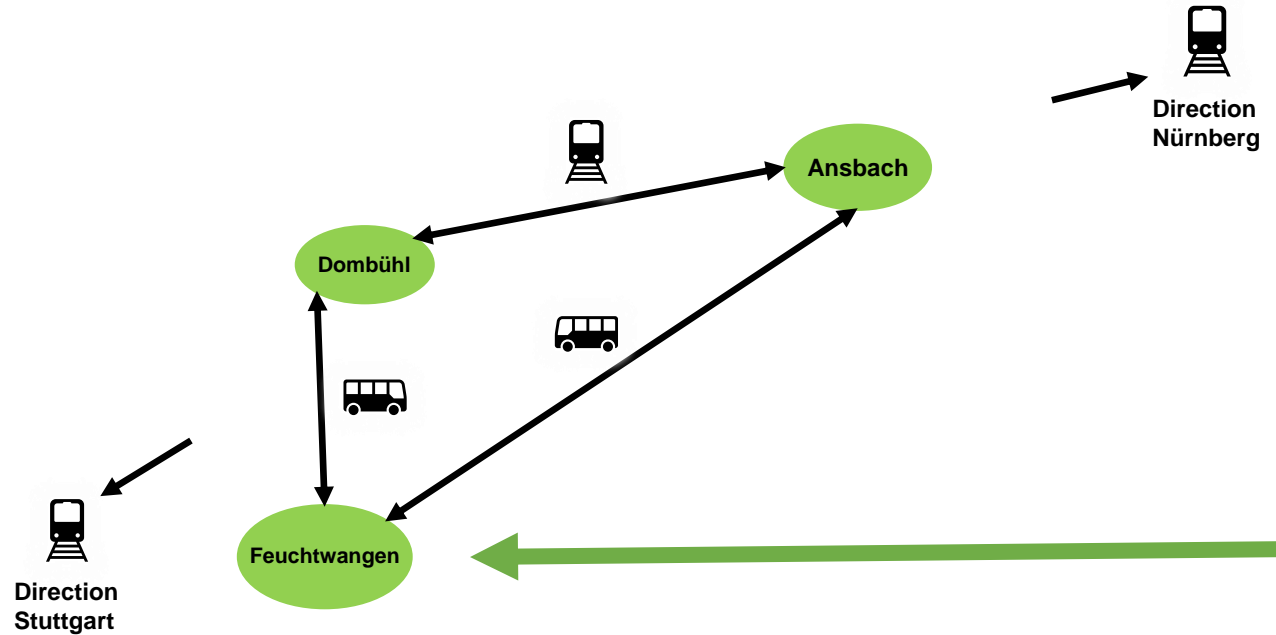 Direction
Nürnberg
Ansbach
Dombühl
Feuchtwangen
Direction
Stuttgart